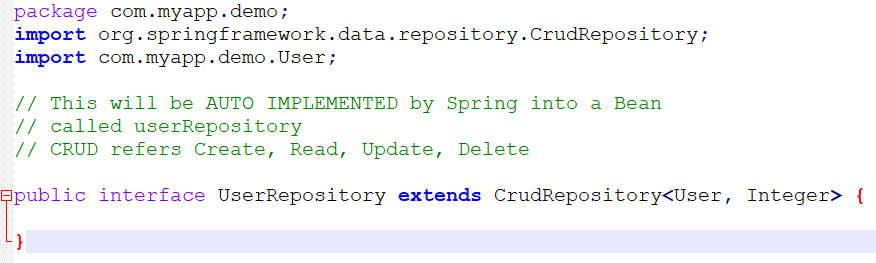 package com.myapp.demo;
import org.springframework.data.repository.CrudRepository;
import com.myapp.demo.User;
// This will be AUTO IMPLEMENTED by Spring into a Bean
// called userRepository
// CRUD refers Create, Read, Update, Delete
public interface UserRepository extends CrudRepository<User, Integer> {
}